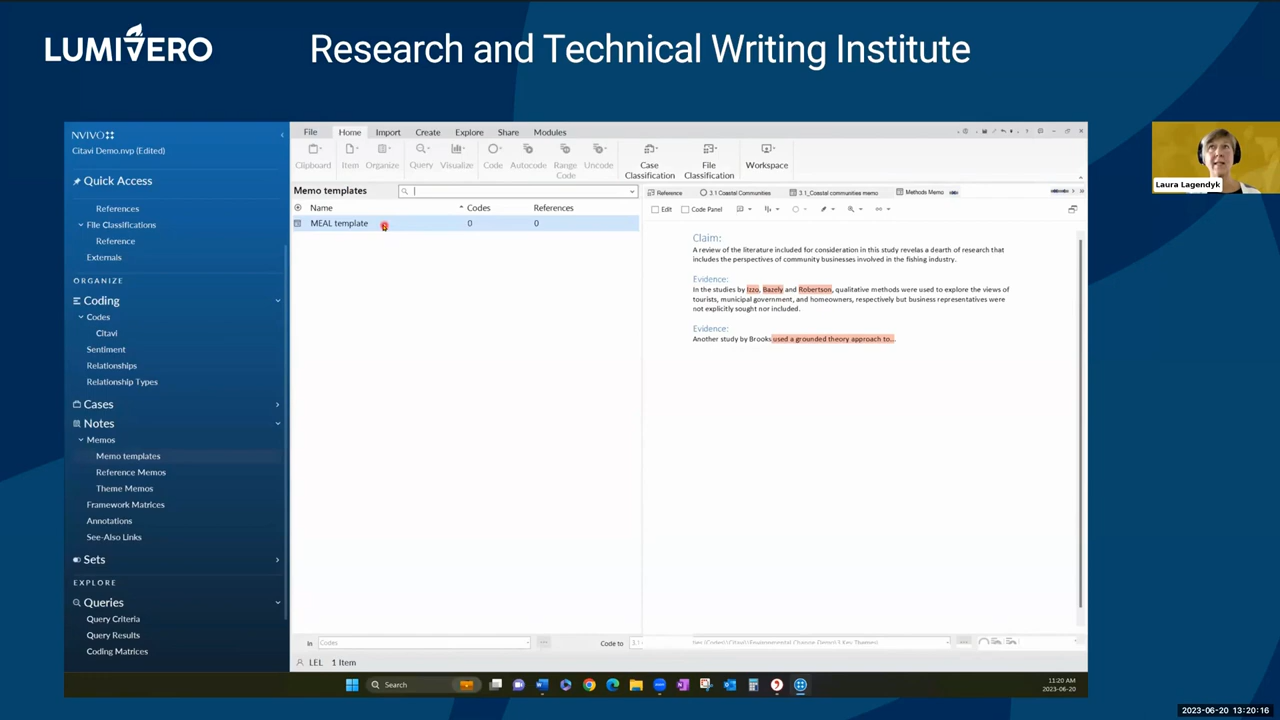 LUMIVERO
Research and Technical Writing Institute
Laura Lagendyk
NVIVO
Citavi Demo.nvp (Edited)
Quick Access
References
File Classifications
Reference
Externals
ORGANIZE
Coding
Codes
Citavi
Sentiment
Relationships
Relationship Types
Cases
Notes
Memos
Memo templates
Reference Memos
Theme Memos
Framework Matrices
Annotations
See-Also Links
Sets
EXPLORE
Queries
Query Criteria
Query Results
Coding Matrices
File Home Import Create Explore Share Modules
Clipboard Item Organize Query Visualize Code Autocode Range Code Uncode Case Classification File Classification Workspace
Memo templates
Name Codes References
MEAL template 0 0
Reference 3.1 Coastal Communities 3.1_Coastal communities memo Methods Memo
Edit Code Panel
Claim:
A review of the literature included for consideration in this study revelas a dearth of research that
includes the perspectives of community businesses involved in the fishing industry.
Evidence:
In the studies by Izzo, Bazely and Robertson, qualitative methods were used to explore the views of
tourists, municipal government, and homeowners, respectively but business representatives were
not explicitly sought nor included.
Evidence:
Another study by Brooks used a grounded theory approach to...
In Codes Code to
LEL 1 Item
Search
11:20 AM
2023-06-20
2023-06-20 13:20:16